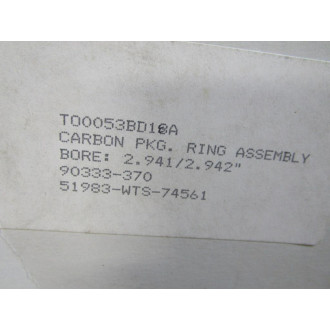 T00053BD18A
CARBON PKG. RING ASSEMBLY
BORE: 2.941/2.942"
90333-370
51983-WTS-74561